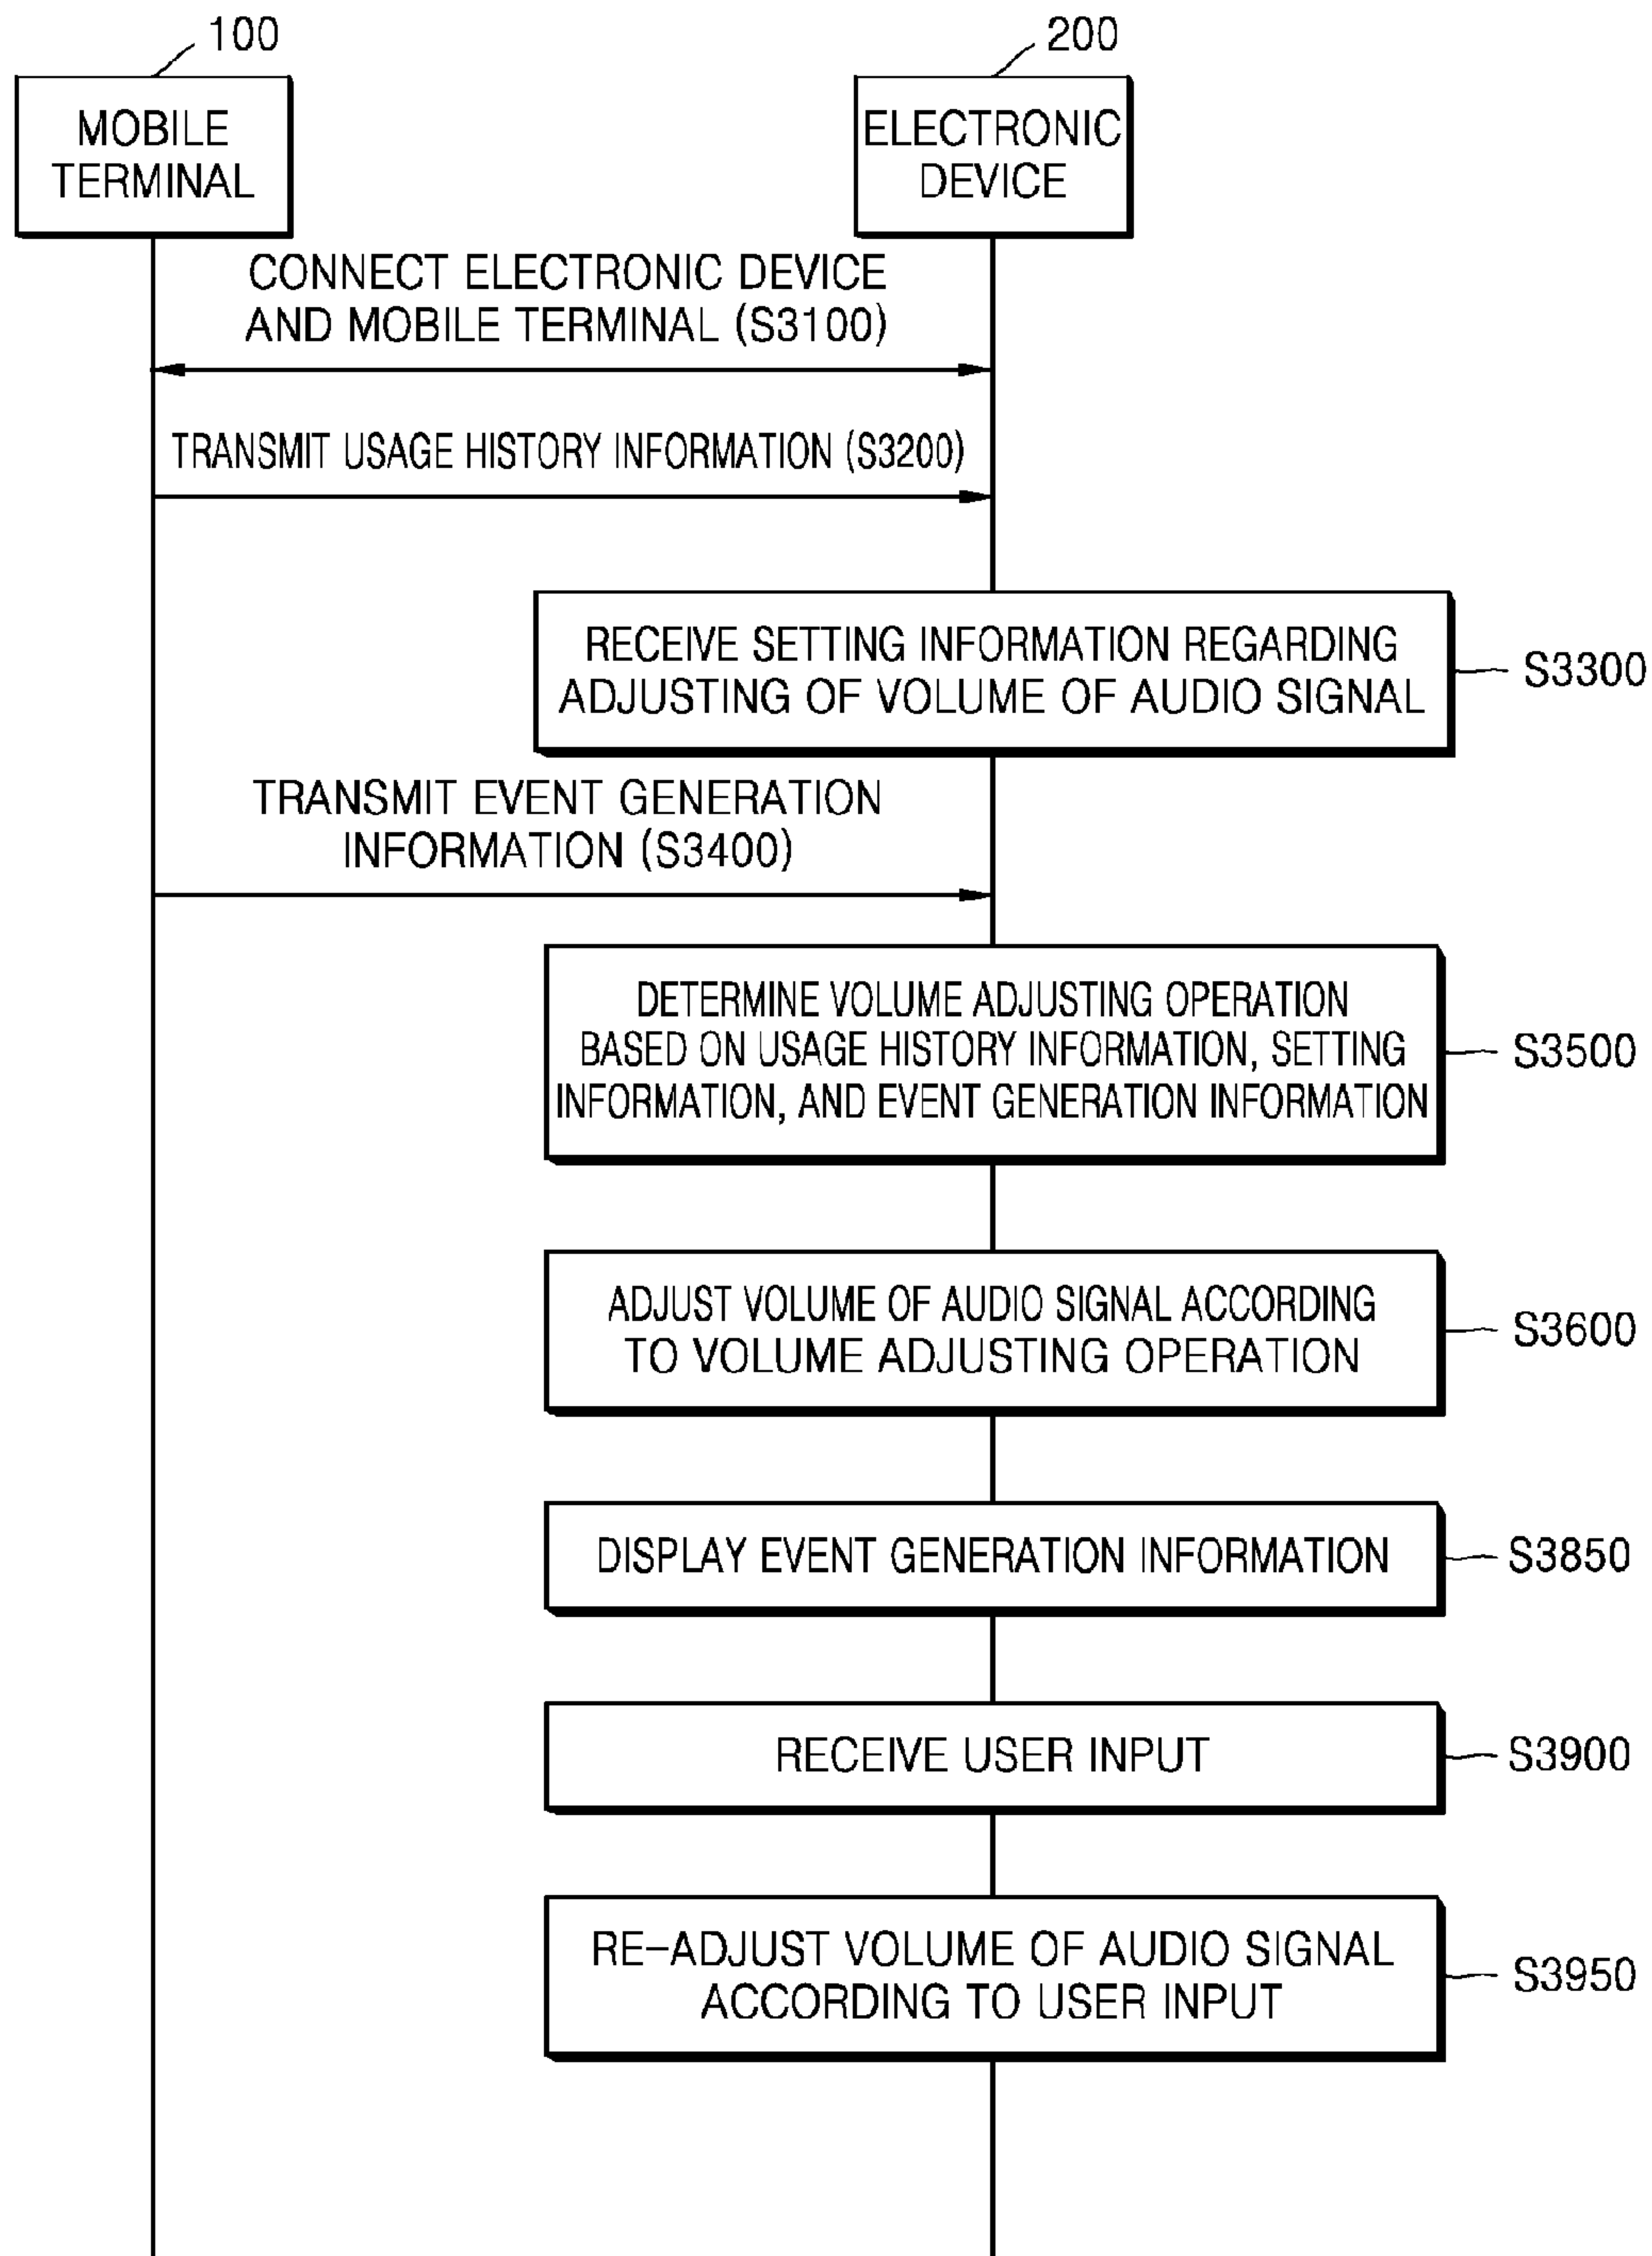 100
200
MOBILE
TERMINAL
ELECTRONIC
DEVICE
CONNECT ELECTRONIC DEVICE
AND MOBILE TERMINAL (S3100)
TRANSMIT USAGE HISTORY INFORMATION (S3200)
RECEIVE SETTING INFORMATION REGARDING
ADJUSTING OF VOLUME OF AUDIO SIGNAL
S3300
TRANSMIT EVENT GENERATION
INFORMATION (S3400)
DETERMINE VOLUME ADJUSTING OPERATION
BASED ON USAGE HISTORY INFORMATION, SETTING
INFORMATION, AND EVENT GENERATION INFORMATION
S3500
ADJUST VOLUME OF AUDIO SIGNAL ACCORDING
TO VOLUME ADJUSTING OPERATION
S3600
DISPLAY EVENT GENERATION INFORMATION
S3850
RECEIVE USER INPUT
S3900
RE-ADJUST VOLUME OF AUDIO SIGNAL
ACCORDING TO USER INPUT
S3950